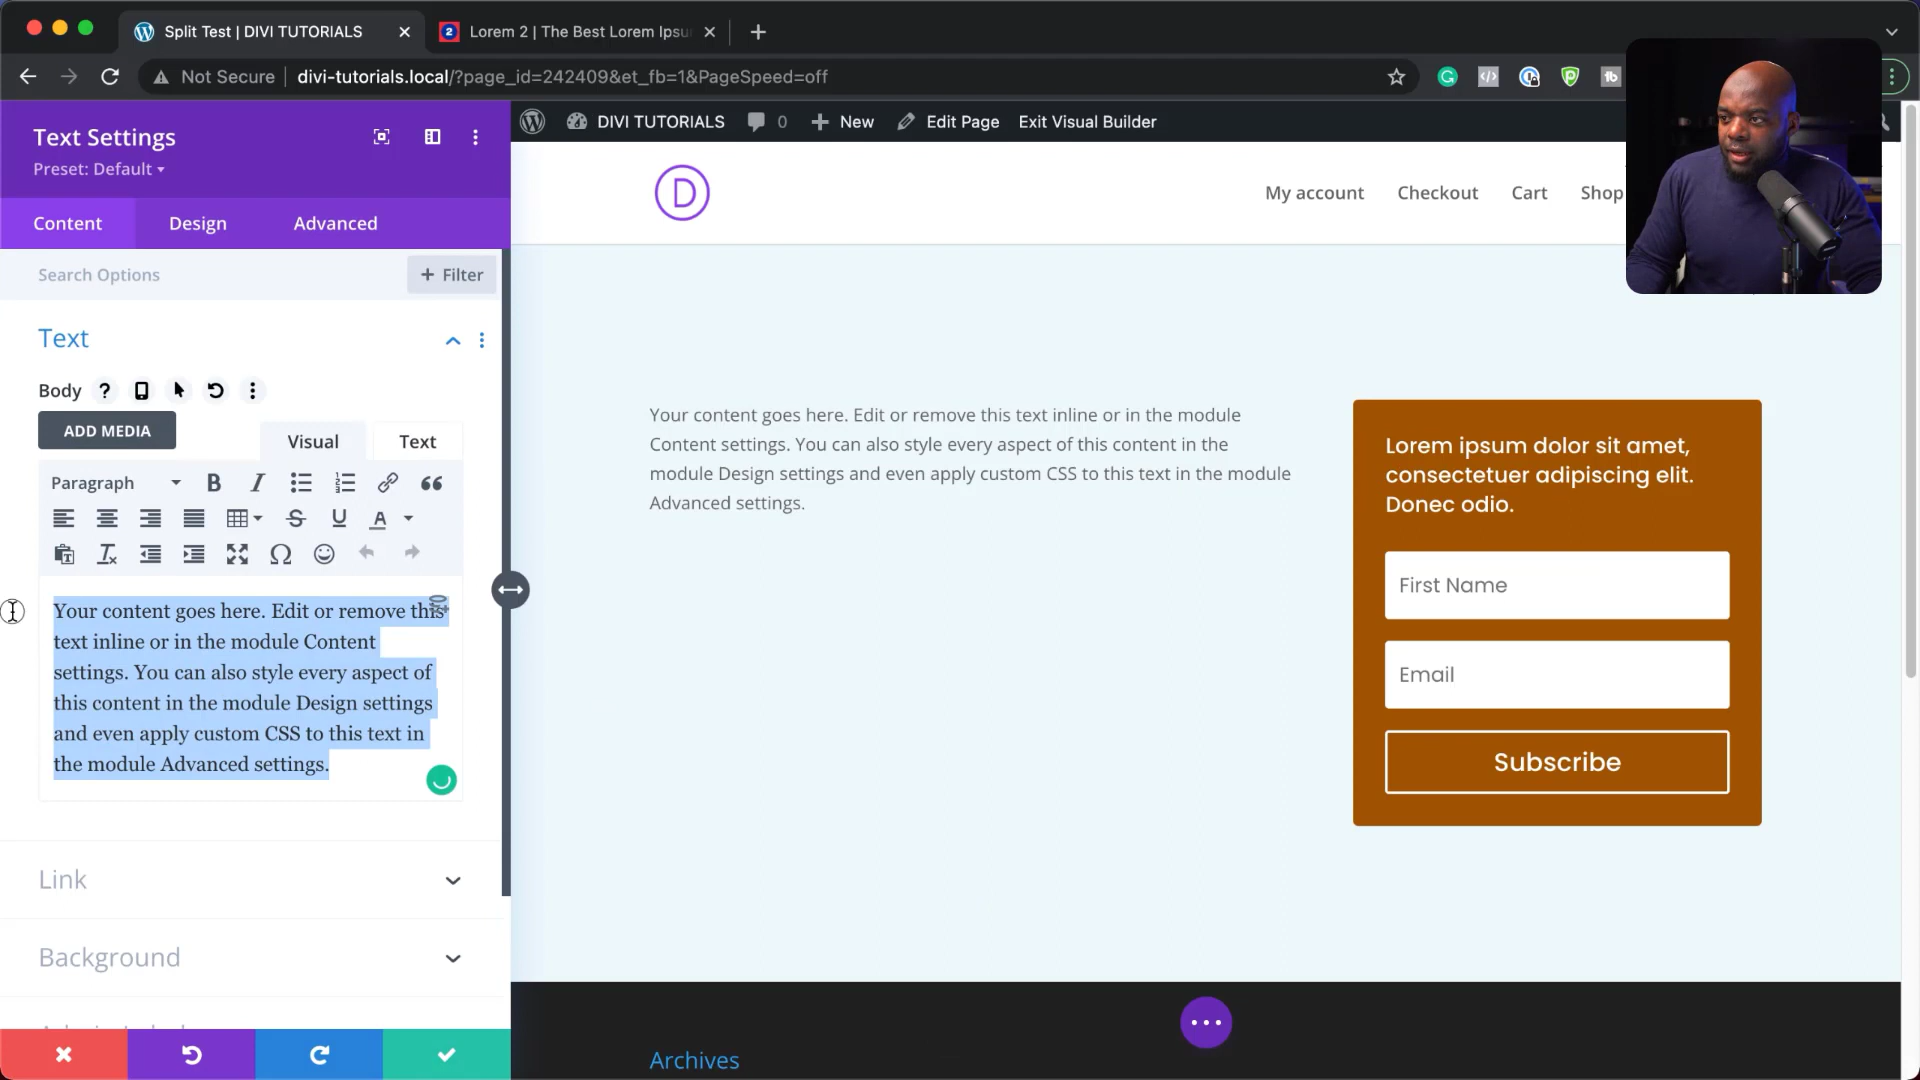 Split Test | DIVI TUTORIALS
2 Lorem 2 | The Best Lorem Ipsu
Not Secure divi-tutorials.local/?page_id=242409&et_fb=1&PageSpeed=off
Text Settings
Preset: Default
Content Design Advanced
Search Options
+ Filter
Text
Body ?
ADD MEDIA
Visual Text
Paragraph
Your content goes here. Edit or remove this
text inline or in the module Content
settings. You can also style every aspect of
this content in the module Design settings
and even apply custom CSS to this text in
the module Advanced settings.
Link
Background
DIVI TUTORIALS 0 New Edit Page Exit Visual Builder
D
My account Checkout Cart Shop
Your content goes here. Edit or remove this text inline or in the module
Content settings. You can also style every aspect of this content in the
module Design settings and even apply custom CSS to this text in the module
Advanced settings.
Lorem ipsum dolor sit amet,
consectetuer adipiscing elit.
Donec odio.
First Name
Email
Subscribe
Archives